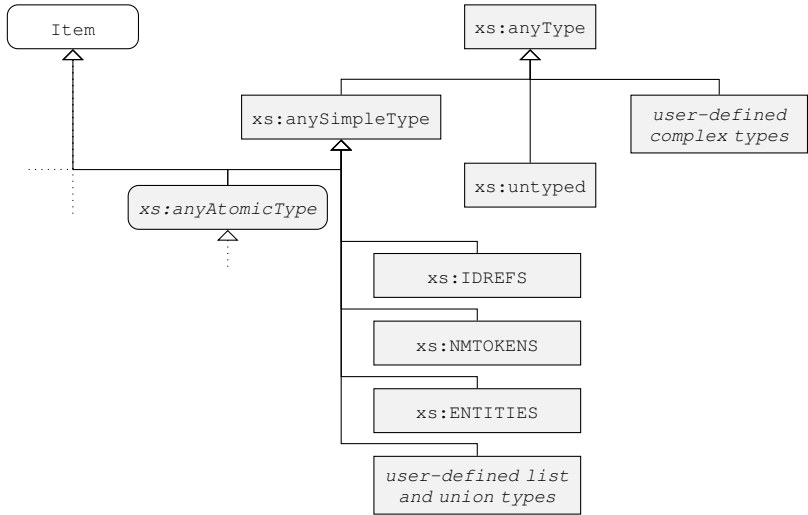 Item
xs:anyType
xs:anySimpleType
user-defined
complex types
xs:untyped
xs:anyAtomicType
xs:IDREFS
xs:NMTOKENS
xs:ENTITIES
user-defined list
and union types